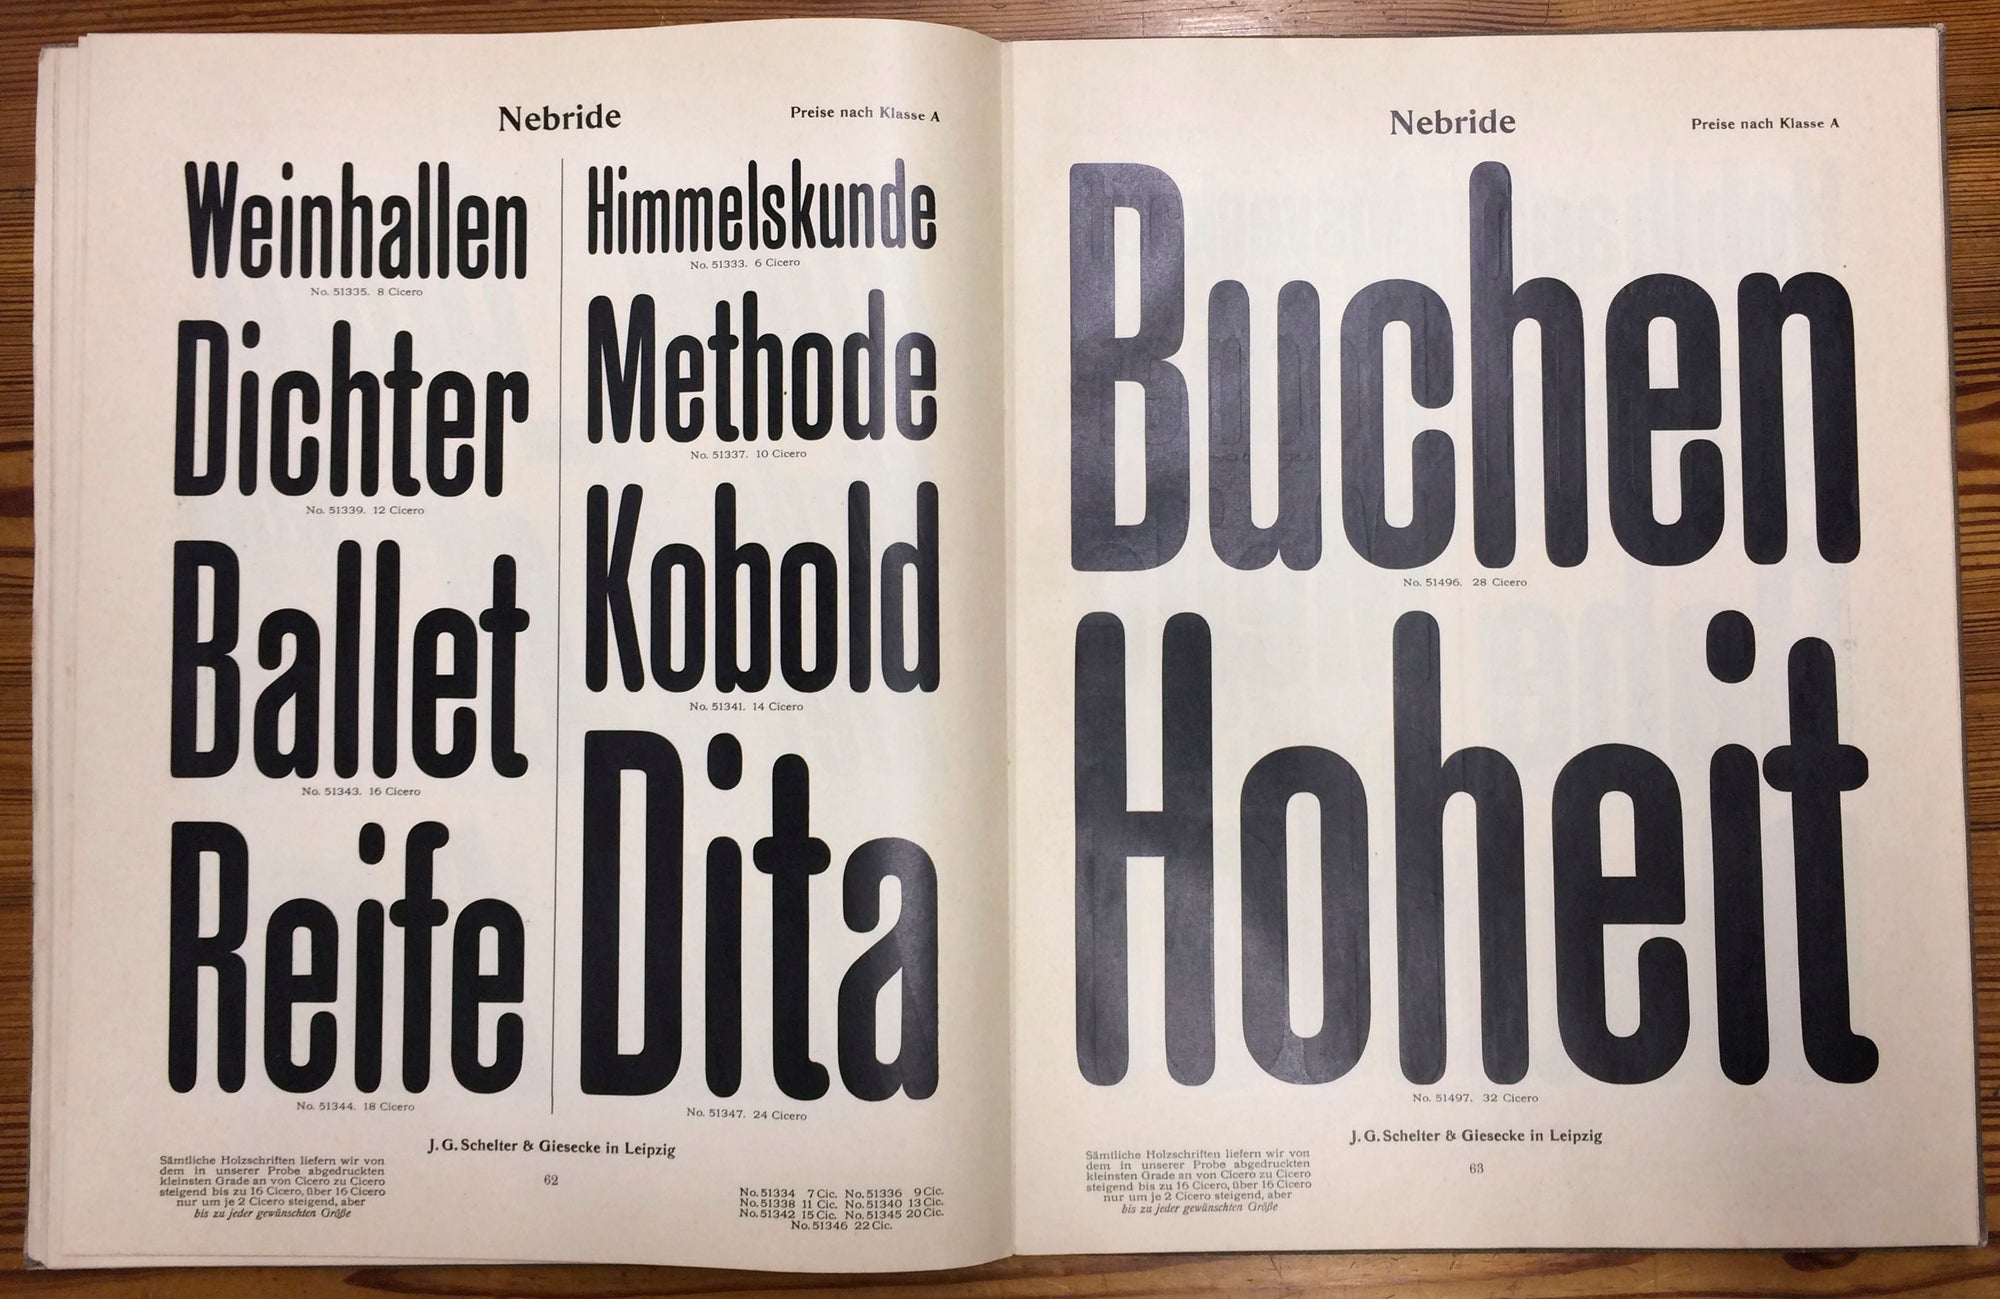 Nebride
Preise nach Klasse A
Weinhallen
No. 51335. 8 Cicero
Dichter
No. 51339. 12 Cicero
Ballet
No. 51343. 16 Cicero
Reife
No. 51344. 18 Cicero
Himmelskunde
No. 51333. 6 Cicero
Methode
No. 51337. 10 Cicero
Kobold
No. 51341. 14 Cicero
Dita
No. 51347. 24 Cicero
J. G. Schelter & Giesecke in Leipzig
Sämtliche Holzschriften liefern wir von
dem in unserer Probe abgedruckten
kleinsten Grade an von Cicero zu Cicero
steigend bis zu 16 Cicero, über 16 Cicero
nur um je 2 Cicero steigend, aber
bis zu jeder gewünschten Größe
62
No. 51334 7 Cic. No. 51336 9 Cic.
No. 51338 11 Cic. No. 51340 13 Cic.
No. 51342 15 Cic. No. 51345 20 Cic.
No. 51346 22 Cic.
Nebride
Preise nach Klasse A
Buchen
No. 51496. 28 Cicero
Hoheit
No. 51497. 32 Cicero
J. G. Schelter & Giesecke in Leipzig
Sämtliche Holzschriften liefern wir von
dem in unserer Probe abgedruckten
kleinsten Grade an von Cicero zu Cicero
steigend bis zu 16 Cicero, über 16 Cicero
nur um je 2 Cicero steigend, aber
bis zu jeder gewünschten Größe
63